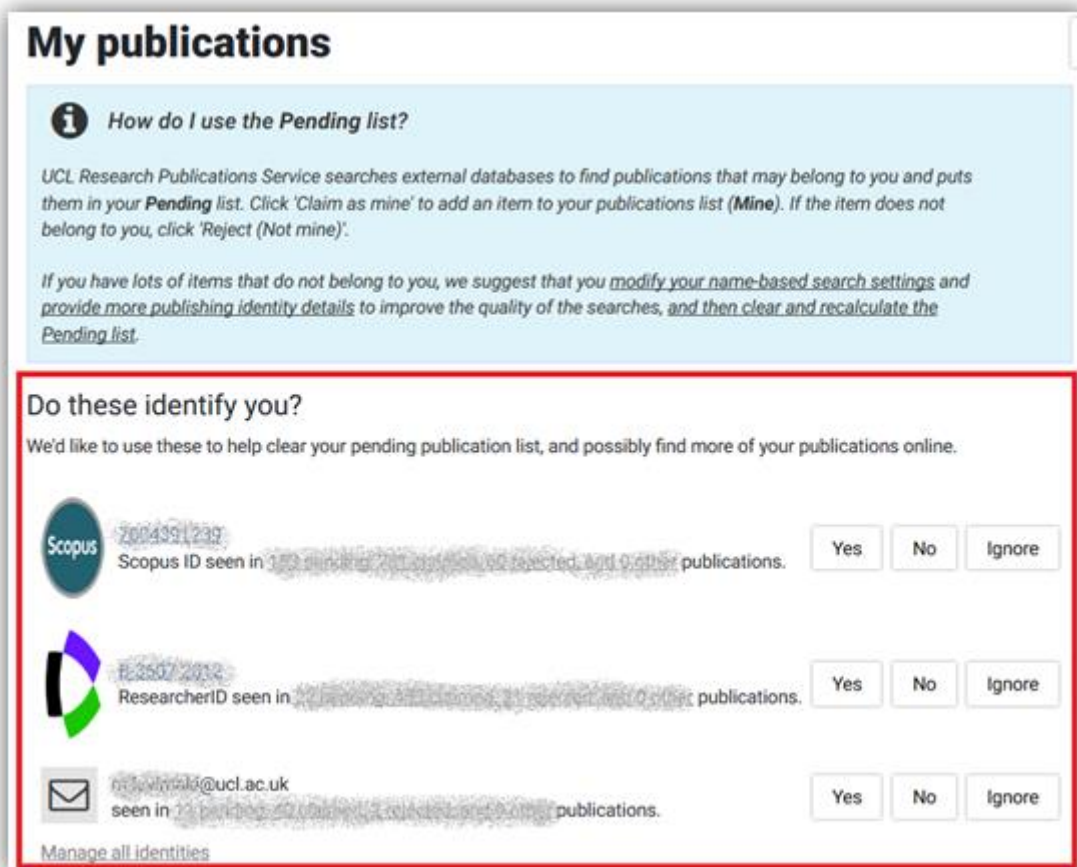 My publications
How do I use the Pending list?
UCL Research Publications Service searches external databases to find publications that may belong to you and puts
them in your Pending list. Click 'Claim as mine' to add an item to your publications list (Mine). If the item does not
belong to you, click 'Reject (Not mine)'.
If you have lots of items that do not belong to you, we suggest that you modify your name-based search settings and
provide more publishing identity details to improve the quality of the searches, and then clear and recalculate the
Pending list.
Do these identify you?
We'd like to use these to help clear your pending publication list, and possibly find more of your publications online.
Scopus
Scopus ID seen in publications.
Yes No Ignore
ResearcherID seen in publications.
Yes No Ignore
@ucl.ac.uk
seen in publications.
Yes No Ignore
Manage all identities